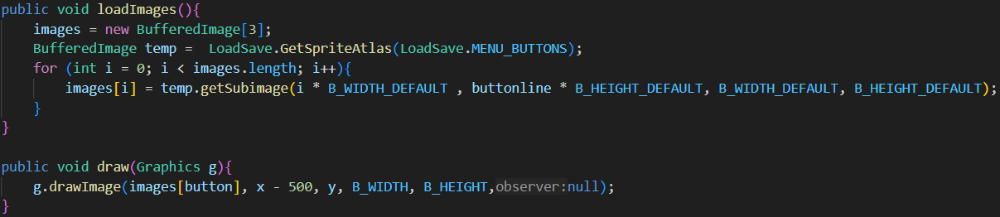 public void loadImages(){
images = new BufferedImage[3];
BufferedImage temp =  LoadSave.GetSpriteAtlas(LoadSave.MENU_BUTTONS);
for (int i = 0; i < images.length; i++){
images[i] = temp.getSubimage(i * B_WIDTH_DEFAULT , buttonline * B_HEIGHT_DEFAULT, B_WIDTH_DEFAULT, B_HEIGHT_DEFAULT);
}
}
public void draw(Graphics g){
g.drawImage(images[button], x - 500, y, B_WIDTH, B_HEIGHT,observer:null);
}